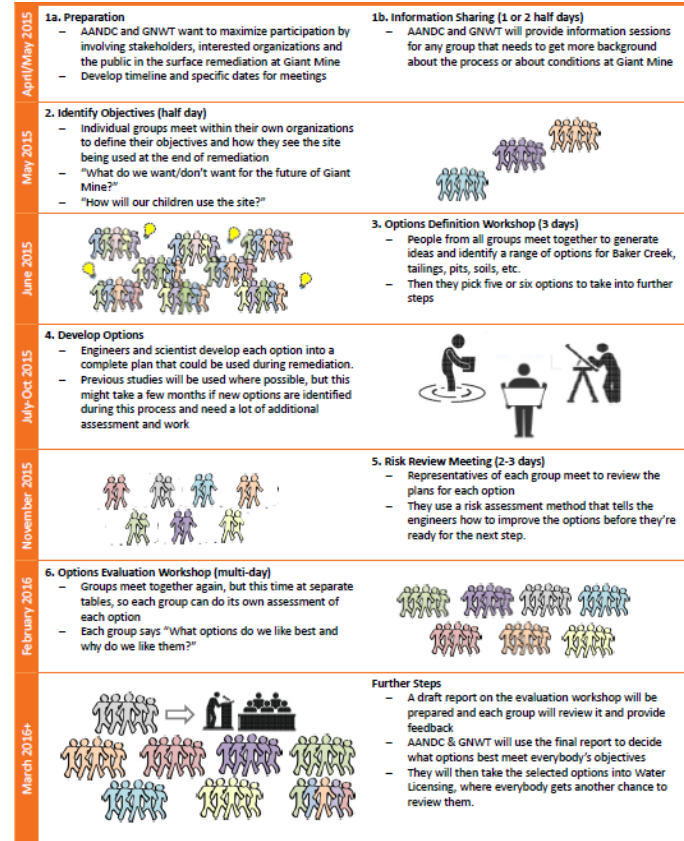 April/May 2015
1a. Preparation
– AANDC and GNWT want to maximize participation by
involving stakeholders, interested organizations and
the public in the surface remediation at Giant Mine
– Develop timeline and specific dates for meetings
1b. Information Sharing (1 or 2 half days)
– AANDC and GNWT will provide information sessions
for any group that needs to get more background
about the process or about conditions at Giant Mine
May 2015
2. Identify Objectives (half day)
– Individual groups meet within their own organizations
to define their objectives and how they see the site
being used at the end of remediation
– "What do we want/don't want for the future of Giant
Mine?"
– "How will our children use the site?"
June 2015
3. Options Definition Workshop (3 days)
– People from all groups meet together to generate
ideas and identify a range of options for Baker Creek,
tailings, pits, soils, etc.
– Then they pick five or six options to take into further
steps
July-Oct 2015
4. Develop Options
– Engineers and scientist develop each option into a
complete plan that could be used during remediation.
– Previous studies will be used where possible, but this
might take a few months if new options are identified
during this process and need a lot of additional
assessment and work
November 2015
5. Risk Review Meeting (2-3 days)
– Representatives of each group meet to review the
plans for each option
– They use a risk assessment method that tells the
engineers how to improve the options before they're
ready for the next step.
February 2016
6. Options Evaluation Workshop (multi-day)
– Groups meet together again, but this time at separate
tables, so each group can do its own assessment of
each option
– Each group says "What options do we like best and
why do we like them?"
March 2016+
Further Steps
– A draft report on the evaluation workshop will be
prepared and each group will review it and provide
feedback
– AANDC & GNWT will use the final report to decide
what options best meet everybody's objectives
– They will then take the selected options into Water
Licensing, where everybody gets another chance to
review them.